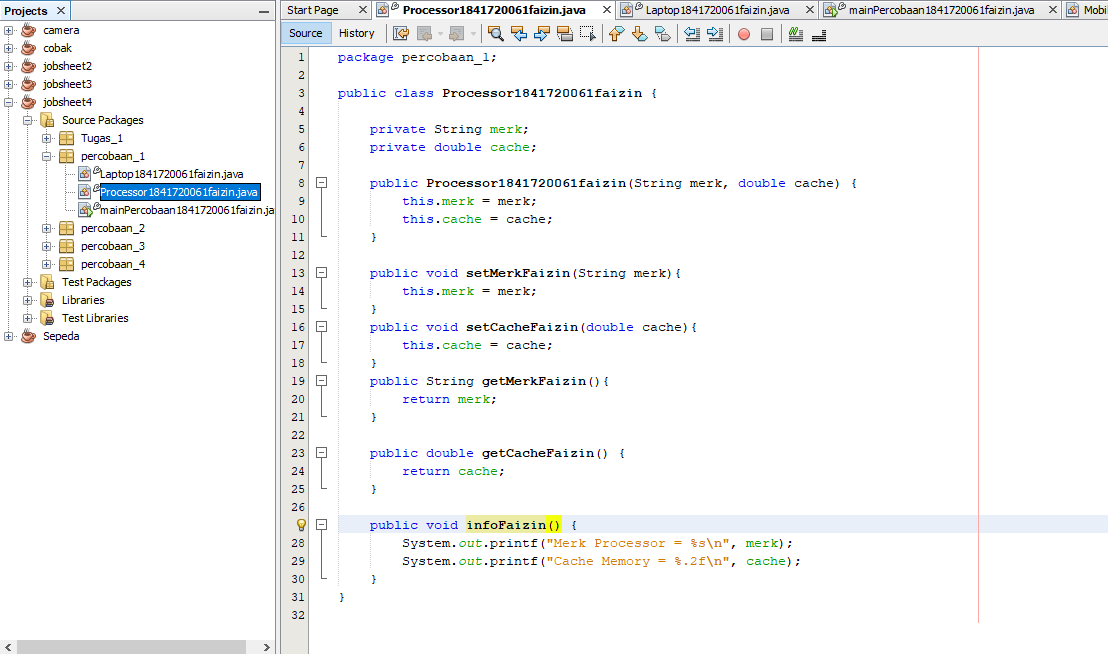 Projects
camera
cobak
jobsheet2
jobsheet3
jobsheet4
Source Packages
Tugas_1
percobaan_1
Laptop1841720061faizin.java
Processor1841720061faizin.java
mainPercobaan1841720061faizin.ja
percobaan_2
percobaan_3
percobaan_4
Test Packages
Libraries
Test Libraries
Sepeda
Start Page Processor1841720061faizin.java Laptop1841720061faizin.java mainPercobaan1841720061faizin.java Mobi
Source History
1 package percobaan_1;
2
3 public class Processor1841720061faizin {
4
5 private String merk;
6 private double cache;
7
8 public Processor1841720061faizin(String merk, double cache) {
9 this.merk = merk;
10 this.cache = cache;
11 }
12
13 public void setMerkFaizin(String merk){
14 this.merk = merk;
15 }
16 public void setCacheFaizin(double cache){
17 this.cache = cache;
18 }
19 public String getMerkFaizin(){
20 return merk;
21 }
22
23 public double getCacheFaizin() {
24 return cache;
25 }
26
public void infoFaizin() {
28 System.out.printf("Merk Processor = %s\n", merk);
29 System.out.printf("Cache Memory = %.2f\n", cache);
30 }
31 }
32